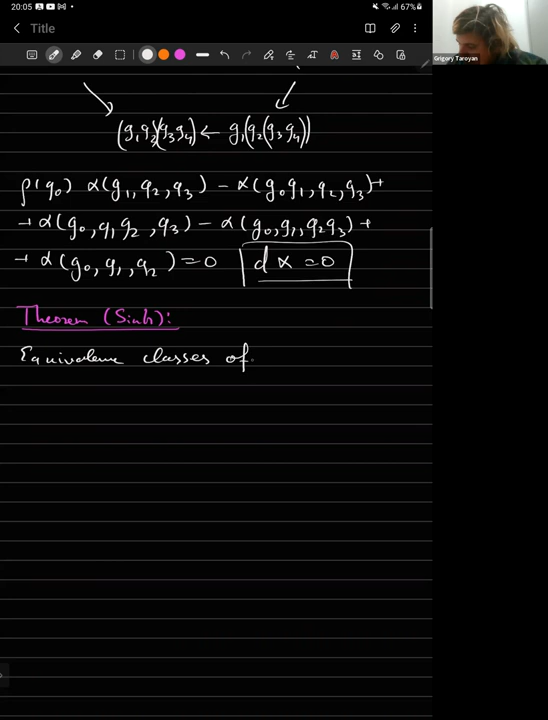 20:05
67%
Title
Grigory Taroyan
(g₁g₂)(g₃g₄) ← g₁(g₂(g₃g₄))
ρ(g₀) α(g₁, g₂, g₃) − α(g₀g₁, g₂, g₃) +
+ α(g₀, g₁g₂, g₃) − α(g₀, g₁, g₂g₃) +
+ α(g₀, g₁, g₂) = 0 dα = 0
Theorem (Sinh):
Equivalence classes of